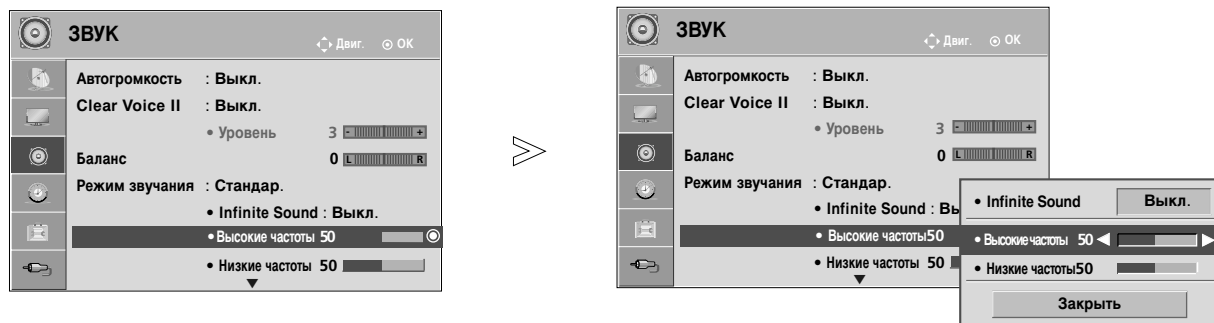 ЗВУК
Двиг. OK
Автогромкость : Выкл.
Clear Voice II : Выкл.
• Уровень 3 - +
Баланс 0 L R
Режим звучания : Стандар.
• Infinite Sound : Выкл.
• Высокие частоты 50
• Низкие частоты 50
▼
>
ЗВУК
Двиг. OK
Автогромкость : Выкл.
Clear Voice II : Выкл.
• Уровень 3 - +
Баланс 0 L R
Режим звучания : Стандар.
• Infinite Sound : Вы
• Высокие частоты50
• Низкие частоты 50
▼
• Infinite Sound Выкл.
• Высокие частоты 50 ◀ ▶
• Низкие частоты50
Закрыть